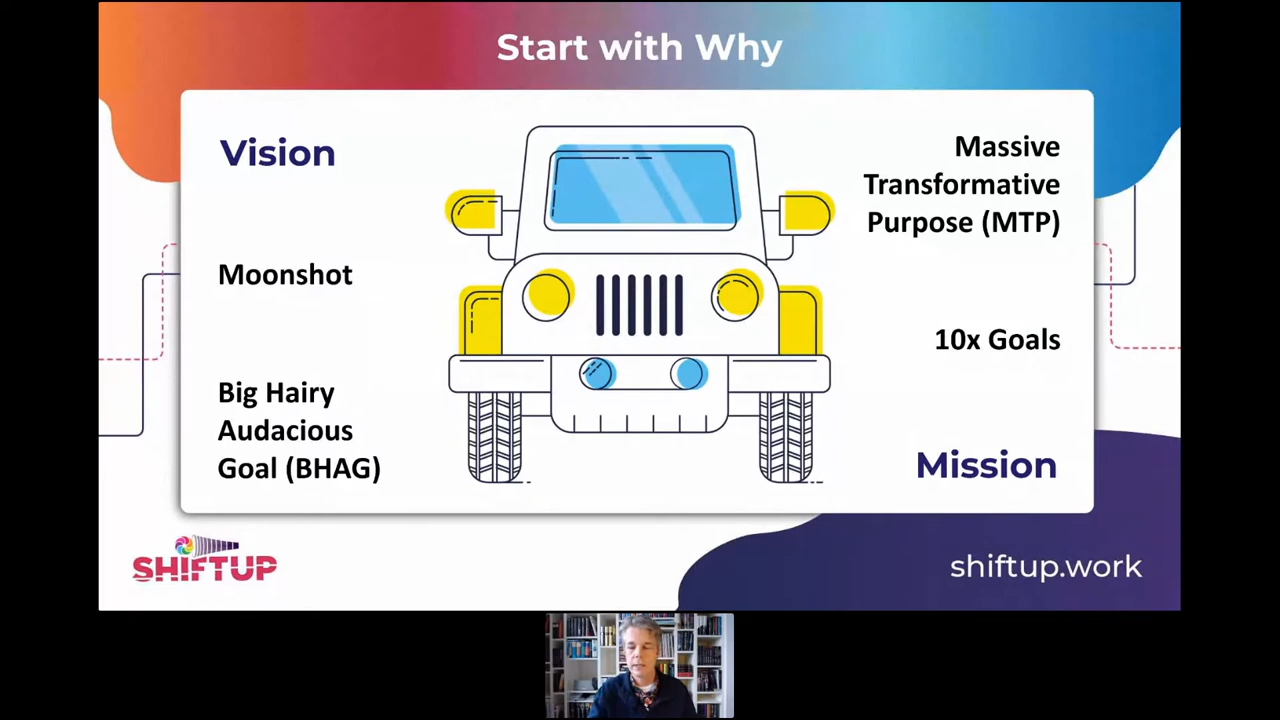 Start with Why
Vision
Moonshot
Big Hairy
Audacious
Goal (BHAG)
Massive
Transformative
Purpose (MTP)
10x Goals
Mission
SHIFTUP
shiftup.work